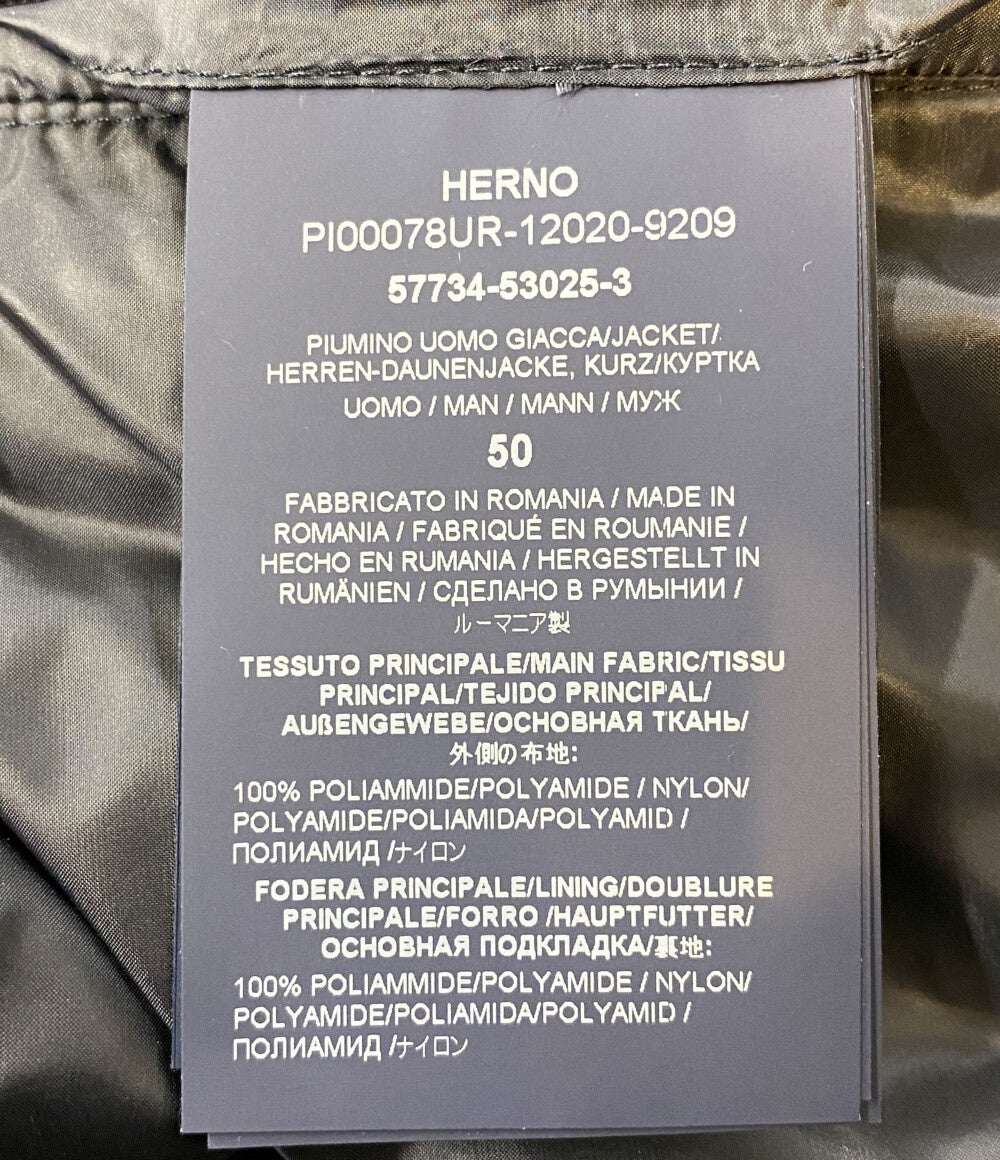 HERNO
PI00078UR-12020-9209
57734-53025-3
PIUMINO UOMO GIACCA/JACKET/
HERREN-DAUNENJACKE, KURZ/КУРТКА
UOMO / MAN / MANN / МУЖ
50
FABBRICATO IN ROMANIA / MADE IN
ROMANIA / FABRIQUÉ EN ROUMANIE /
HECHO EN RUMANIA / HERGESTELLT IN
RUMÄNIEN / СДЕЛАНО В РУМЫНИИ /
ルーマニア製
TESSUTO PRINCIPALE/MAIN FABRIC/TISSU
PRINCIPAL/TEJIDO PRINCIPAL/
AUßENGEWEBE/ОСНОВНАЯ ТКАНЬ/
外側の布地:
100% POLIAMMIDE/POLYAMIDE / NYLON/
POLYAMIDE/POLIAMIDA/POLYAMID /
ПОЛИАМИД /ナイロン
FODERA PRINCIPALE/LINING/DOUBLURE
PRINCIPALE/FORRO /HAUPTFUTTER/
ОСНОВНАЯ ПОДКЛАДКА/裏地:
100% POLIAMMIDE/POLYAMIDE / NYLON/
POLYAMIDE/POLIAMIDA/POLYAMID /
ПОЛИАМИД /ナイロン